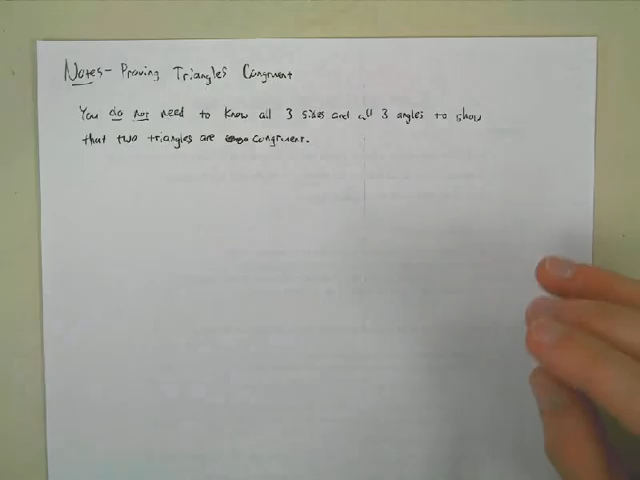 Notes- Proving Triangles Congruent
You do not need to know all 3 sides and all 3 angles to show
that two triangles are congruent.